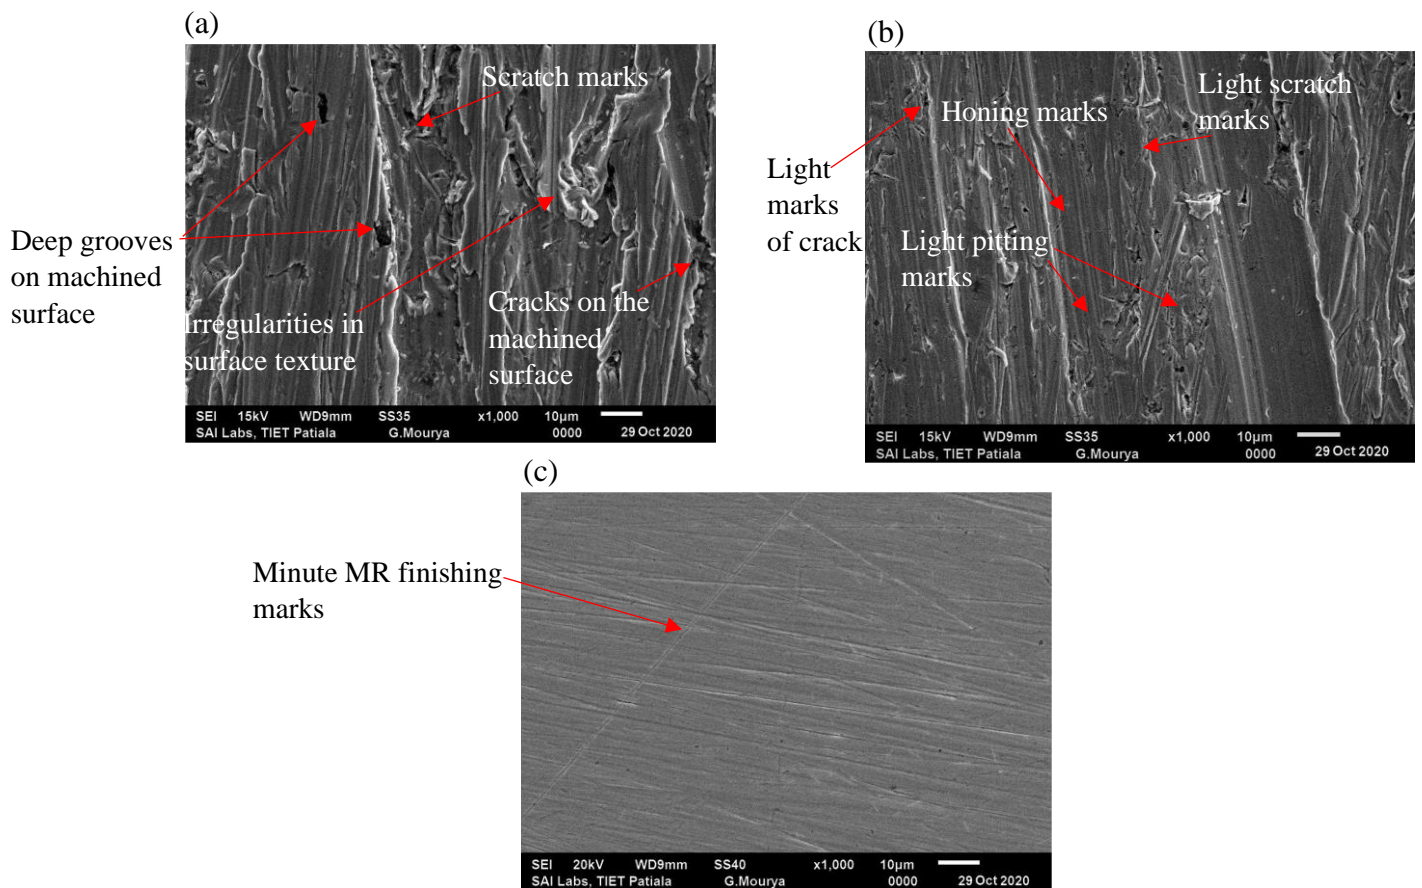 (a)
Scratch marks
Deep grooves
on machined
surface
Irregularities in
surface texture
Cracks on the
machined
surface
SEI 15kV WD9mm SS35 x1,000 10μm
SAI Labs, TIET Patiala G.Mourya 0000 29 Oct 2020
(b)
Honing marks
Light scratch
marks
Light
marks
of crack
Light pitting
marks
SEI 15kV WD9mm SS35 x1,000 10μm
SAI Labs, TIET Patiala G.Mourya 0000 29 Oct 2020
(c)
Minute MR finishing
marks
SEI 20kV WD9mm SS40 x1,000 10μm
SAI Labs, TIET Patiala G.Mourya 0000 29 Oct 2020